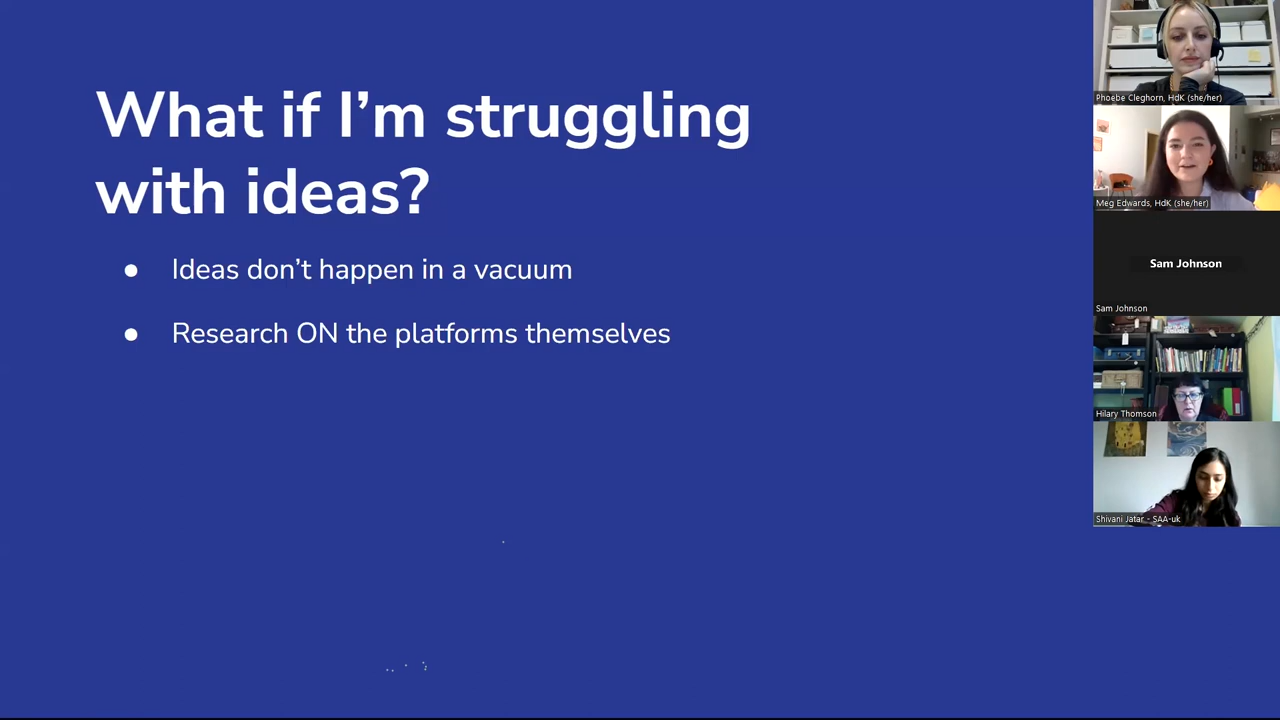 What if I’m struggling
with ideas?
● Ideas don’t happen in a vacuum
● Research ON the platforms themselves
Phoebe Cleghorn, HdK (she/her)
Meg Edwards, HdK (she/her)
Sam Johnson
Sam Johnson
Hilary Thomson
Shivani Jatar - SAA-uk